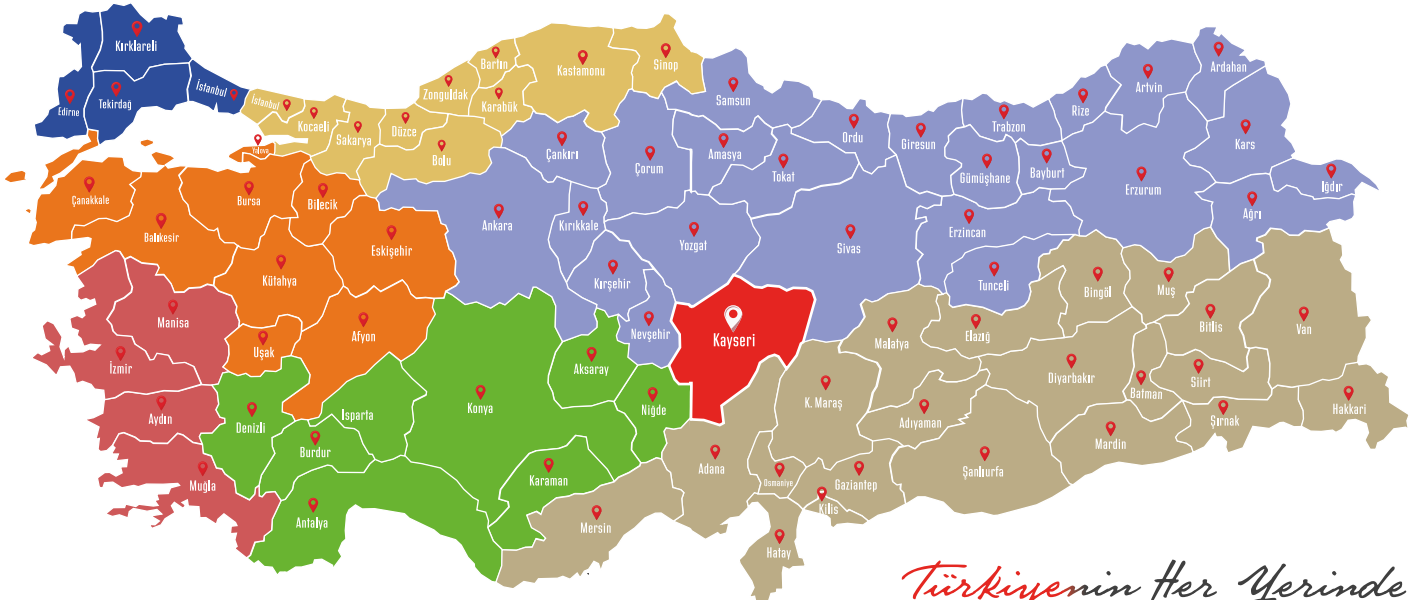 Kırklareli
Edirne
Tekirdağ
İstanbul
İstanbul
Kocaeli
Yalova
Sakarya
Düzce
Zonguldak
Bartın
Karabük
Bolu
Kastamonu
Sinop
Samsun
Çankırı
Çorum
Amasya
Tokat
Ordu
Giresun
Gümüşhane
Trabzon
Bayburt
Rize
Artvin
Ardahan
Kars
Iğdır
Ağrı
Erzurum
Erzincan
Tunceli
Sivas
Yozgat
Kırıkkale
Ankara
Kırşehir
Nevşehir
Kayseri
Çanakkale
Balıkesir
Bursa
Bilecik
Eskişehir
Kütahya
Uşak
Afyon
Manisa
İzmir
Aydın
Muğla
Denizli
Isparta
Burdur
Antalya
Konya
Aksaray
Niğde
Karaman
Mersin
Adana
Osmaniye
Hatay
Kilis
Gaziantep
K. Maraş
Malatya
Adıyaman
Şanlıurfa
Elazığ
Bingöl
Muş
Bitlis
Van
Diyarbakır
Batman
Siirt
Mardin
Şırnak
Hakkari
Türkiyenin Her Yerinde